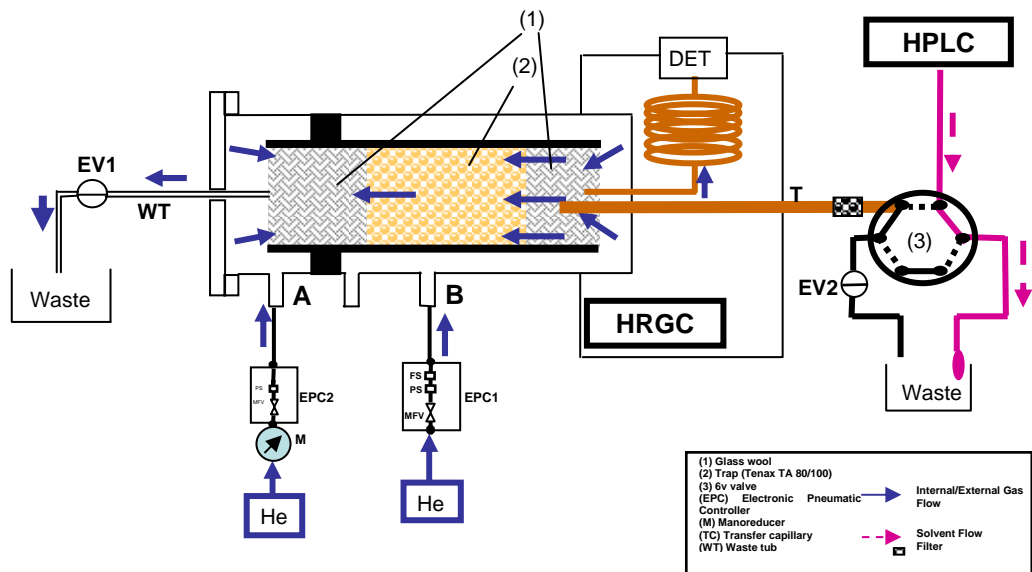 (1)
HPLC
DET
(2)
EV1
T
WT
(3)
Waste
A
B
EV2
HRGC
FS
PS
PS
EPC2
EPC1
MFV
MFV
Waste
M
He
He
(1) Glass wool
(2) Trap (Tenax TA 80/100)
(3) 6v valve
(EPC) Electronic Pneumatic
Controller
(M) Manoreducer
(TC) Transfer capillary
(WT) Waste tub
Internal/External Gas
Flow
Solvent Flow
Filter